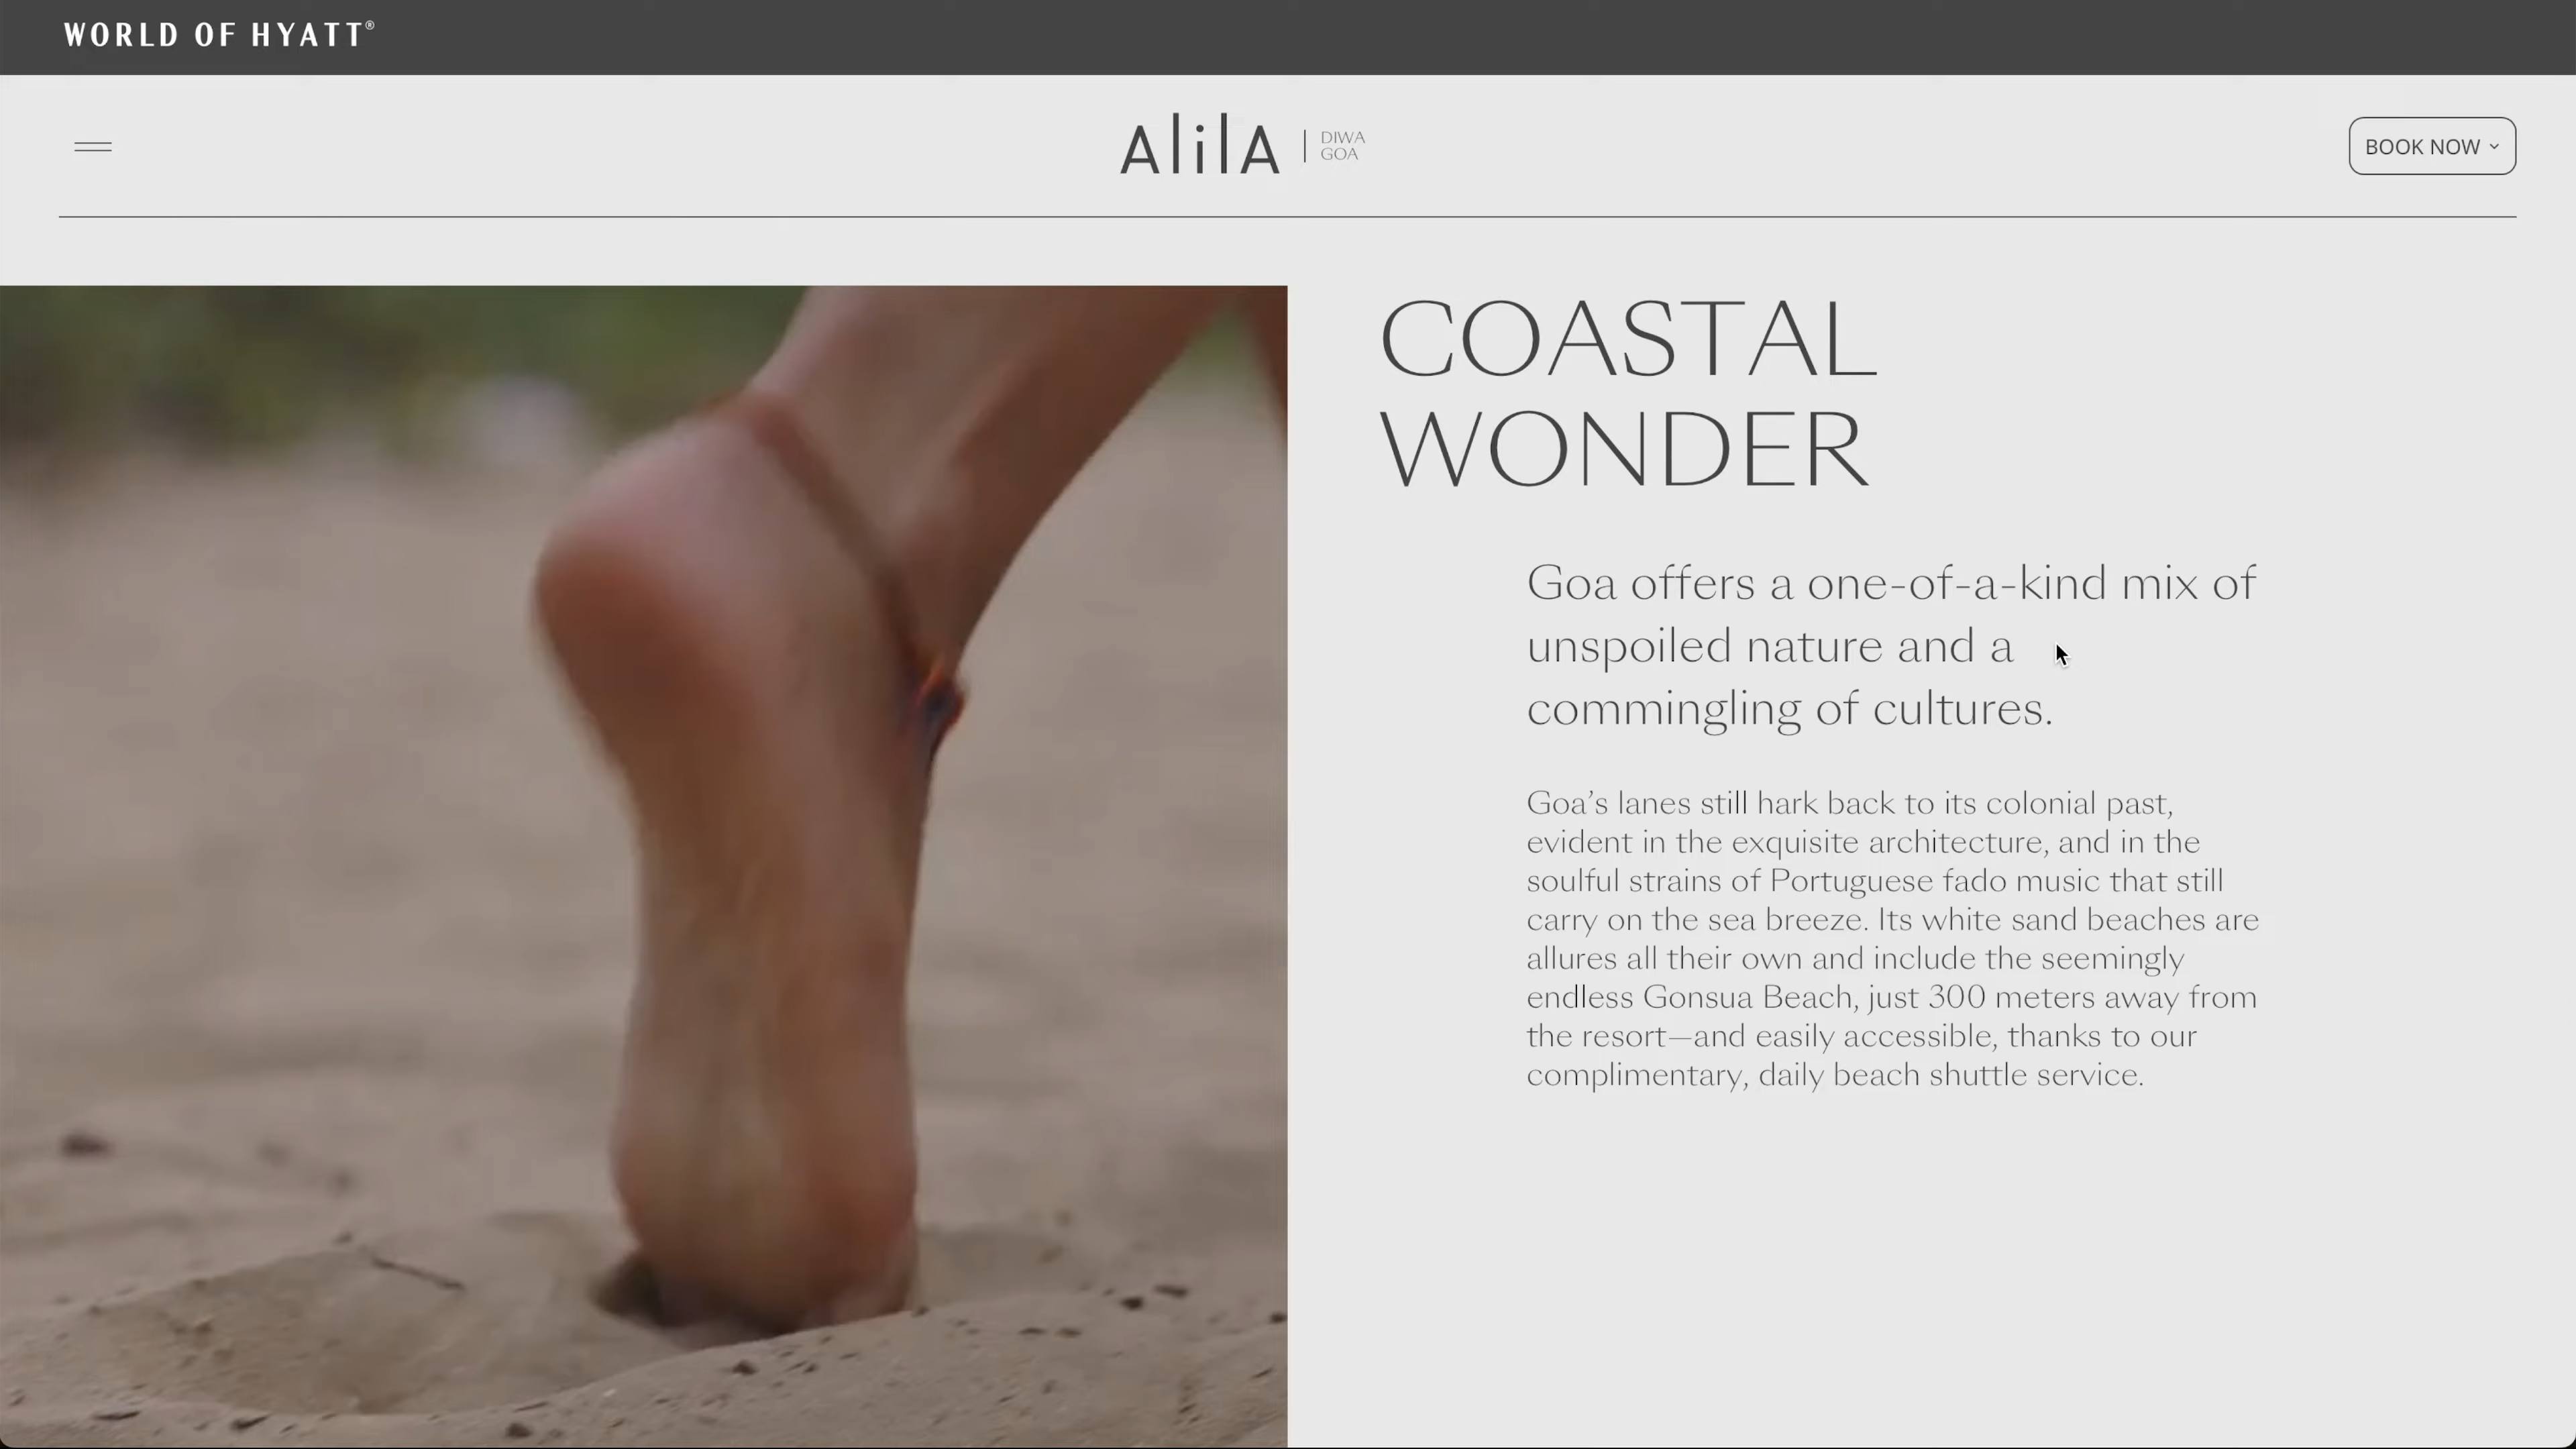 WORLD OF HYATT®
AlilA
DIWA
GOA
BOOK NOW
COASTAL
WONDER
Goa offers a one-of-a-kind mix of
unspoiled nature and a
commingling of cultures.
Goa’s lanes still hark back to its colonial past,
evident in the exquisite architecture, and in the
soulful strains of Portuguese fado music that still
carry on the sea breeze. Its white sand beaches are
allures all their own and include the seemingly
endless Gonsua Beach, just 300 meters away from
the resort—and easily accessible, thanks to our
complimentary, daily beach shuttle service.